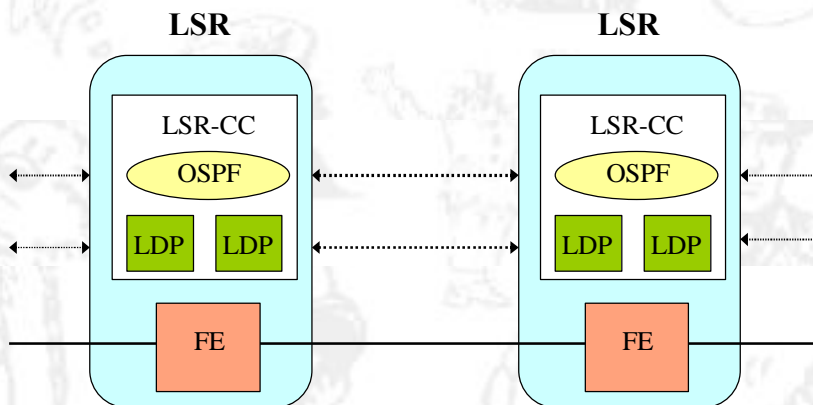 LSR LSR
LSR-CC LSR-CC
OSPF OSPF
LDP LDP LDP LDP
FE FE